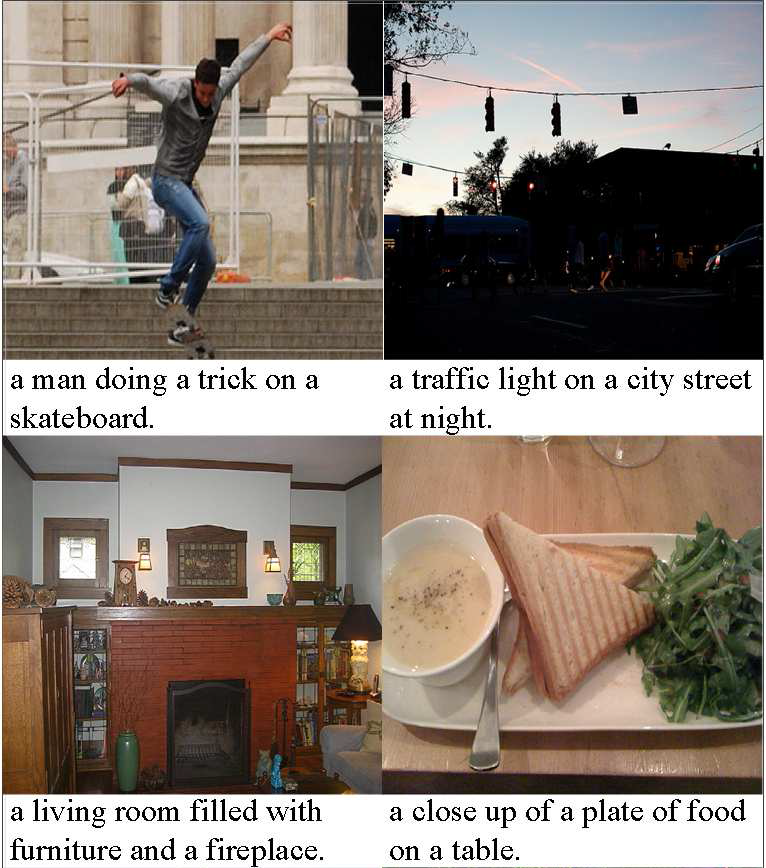 a man doing a trick on a
skateboard.
a traffic light on a city street
at night.
a living room filled with
furniture and a fireplace.
a close up of a plate of food
on a table.